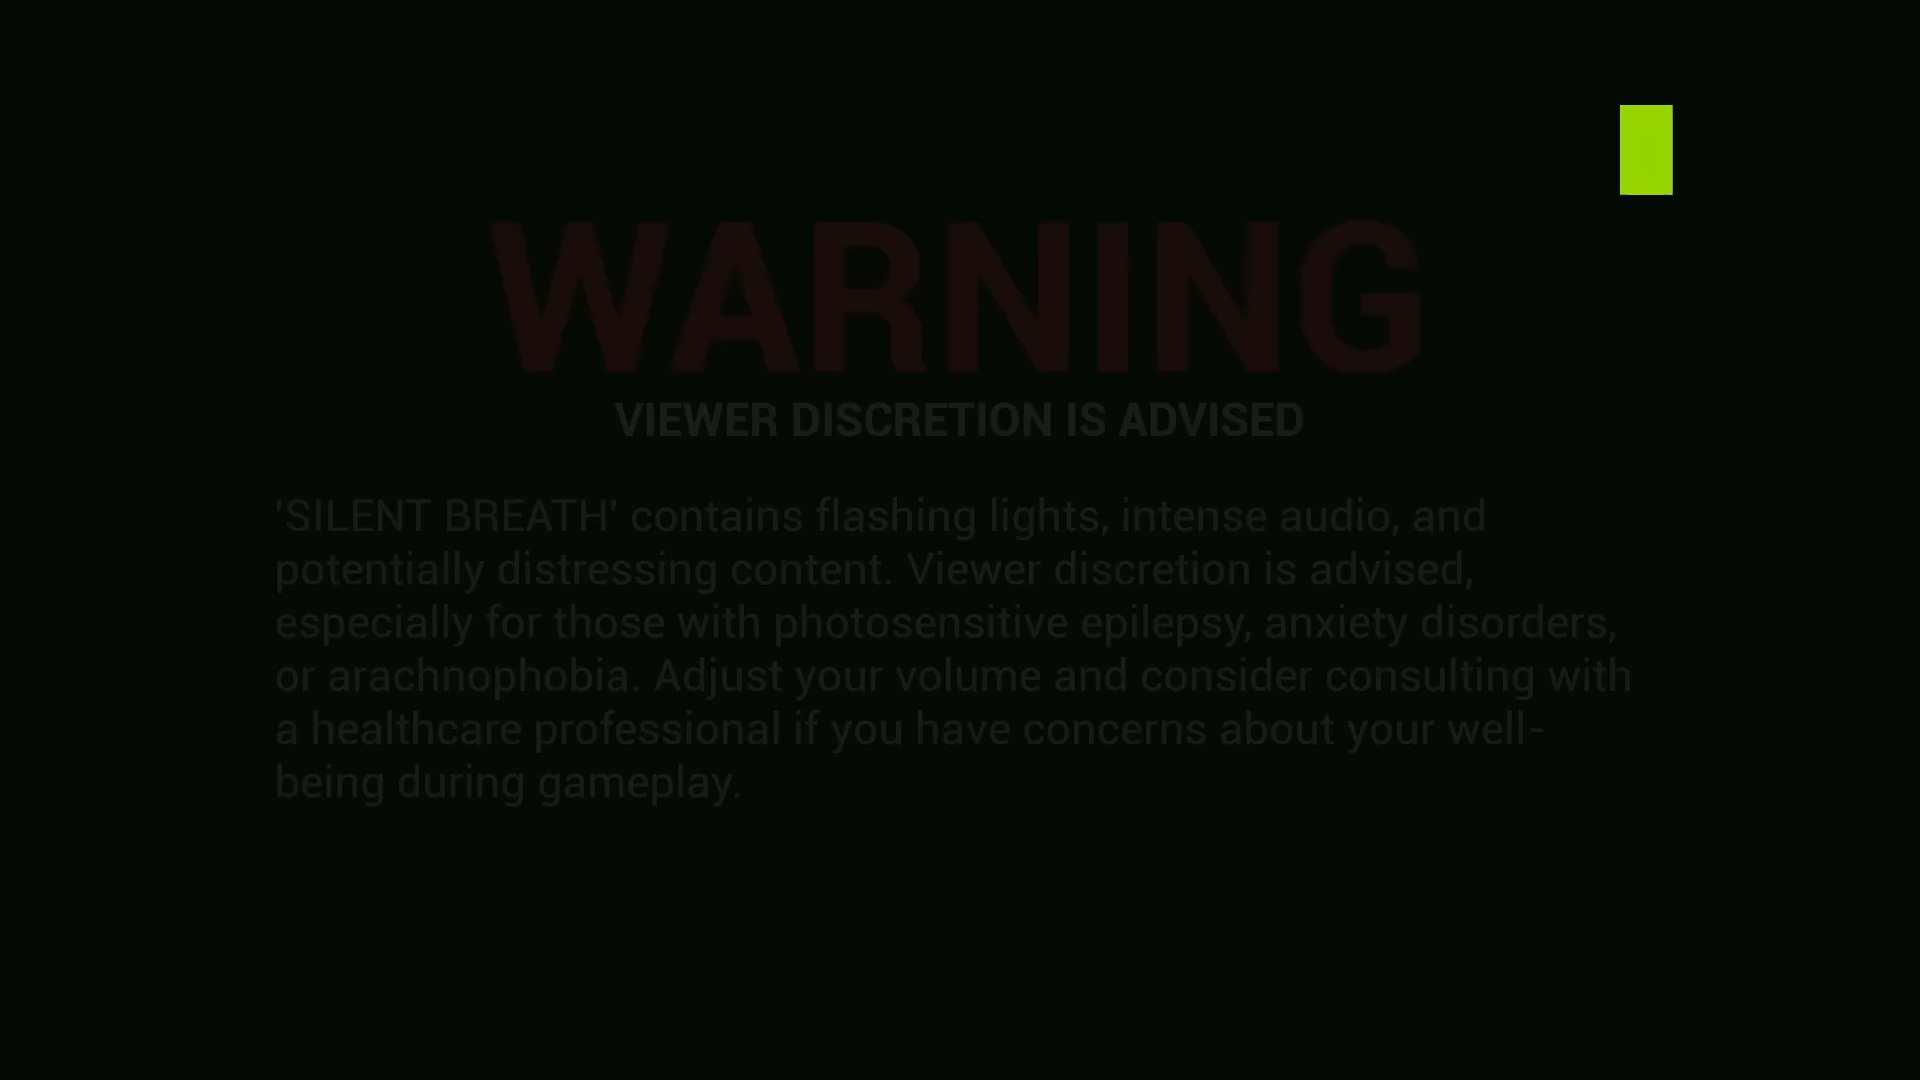 WARNING
VIEWER DISCRETION IS ADVISED
'SILENT BREATH' contains flashing lights, intense audio, and
potentially distressing content. Viewer discretion is advised,
especially for those with photosensitive epilepsy, anxiety disorders,
or arachnophobia. Adjust your volume and consider consulting with
a healthcare professional if you have concerns about your well-
being during gameplay.